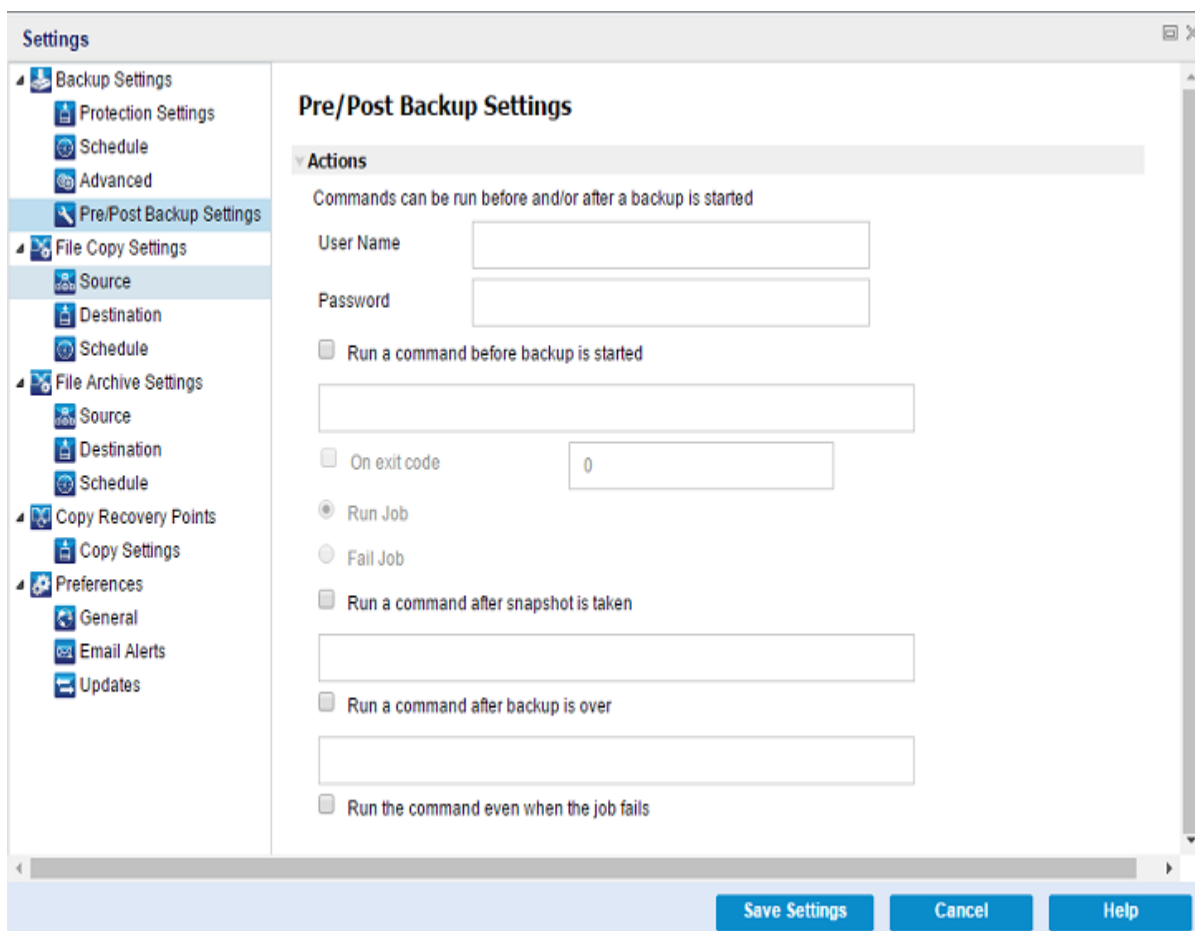 Settings
Backup Settings
Protection Settings
Schedule
Advanced
Pre/Post Backup Settings
File Copy Settings
Source
Destination
Schedule
File Archive Settings
Source
Destination
Schedule
Copy Recovery Points
Copy Settings
Preferences
General
Email Alerts
Updates
Pre/Post Backup Settings
Actions
Commands can be run before and/or after a backup is started
User Name
Password
Run a command before backup is started
On exit code
0
Run Job
Fail Job
Run a command after snapshot is taken
Run a command after backup is over
Run the command even when the job fails
Save Settings
Cancel
Help